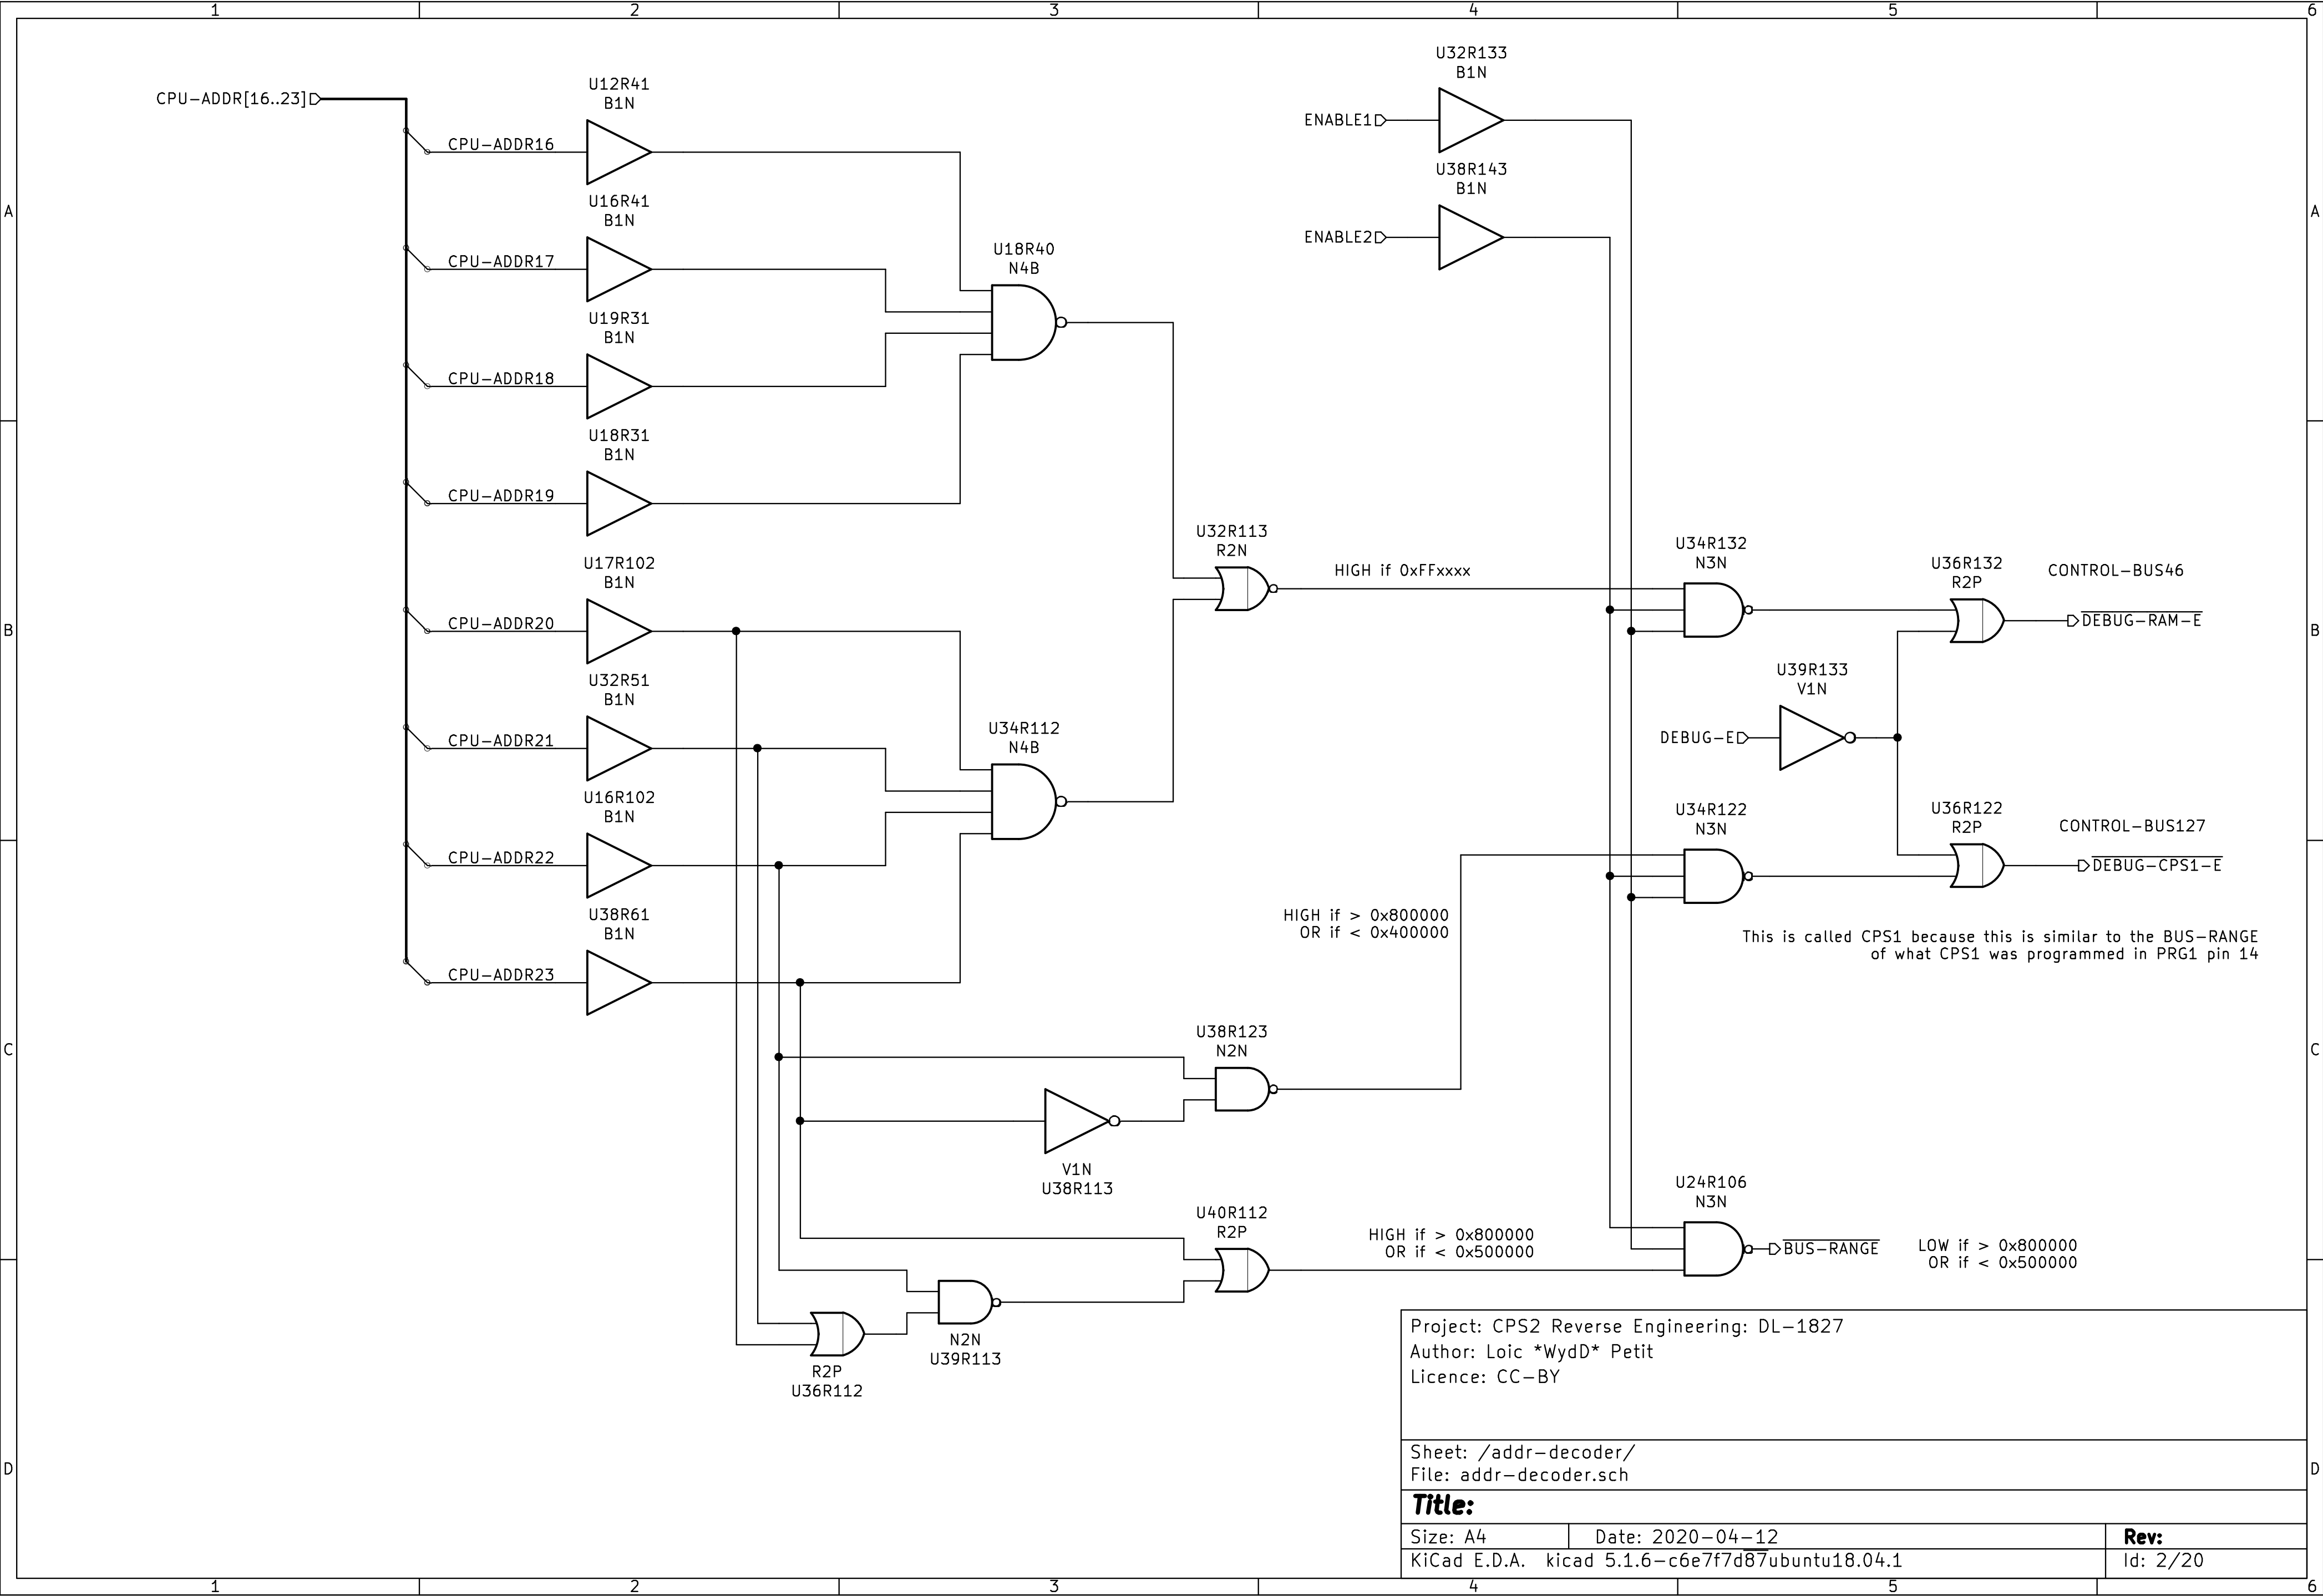 1 2 3 4 5 6
U32R133
B1N
U12R41
B1N
CPU-ADDR[16..23]
ENABLE1
CPU-ADDR16
U38R143
B1N
U16R41
B1N
A A
ENABLE2
U18R40
N4B
CPU-ADDR17
U19R31
B1N
CPU-ADDR18
U18R31
B1N
CPU-ADDR19
U32R113
R2N
U34R132
N3N
U17R102
B1N
U36R132
R2P
HIGH if 0xFFxxxx
CONTROL-BUS46
CPU-ADDR20
DEBUG-RAM-E
B B
U32R51
B1N
U39R133
V1N
U34R112
N4B
CPU-ADDR21
DEBUG-E
U16R102
B1N
U34R122
N3N
U36R122
R2P
CONTROL-BUS127
CPU-ADDR22
DEBUG-CPS1-E
U38R61
B1N
HIGH if > 0x800000
OR if < 0x400000
This is called CPS1 because this is similar to the BUS-RANGE
of what CPS1 was programmed in PRG1 pin 14
CPU-ADDR23
U38R123
N2N
C C
V1N
U38R113
U24R106
N3N
U40R112
R2P
HIGH if > 0x800000
OR if < 0x500000
BUS-RANGE
LOW if > 0x800000
OR if < 0x500000
N2N
U39R113
R2P
U36R112
Project: CPS2 Reverse Engineering: DL-1827
Author: Loic *WydD* Petit
Licence: CC-BY
Sheet: /addr-decoder/
File: addr-decoder.sch
D D
Title:
Size: A4 Date: 2020-04-12 Rev:
KiCad E.D.A. kicad 5.1.6-c6e7f7d87ubuntu18.04.1 Id: 2/20
1 2 3 4 5 6